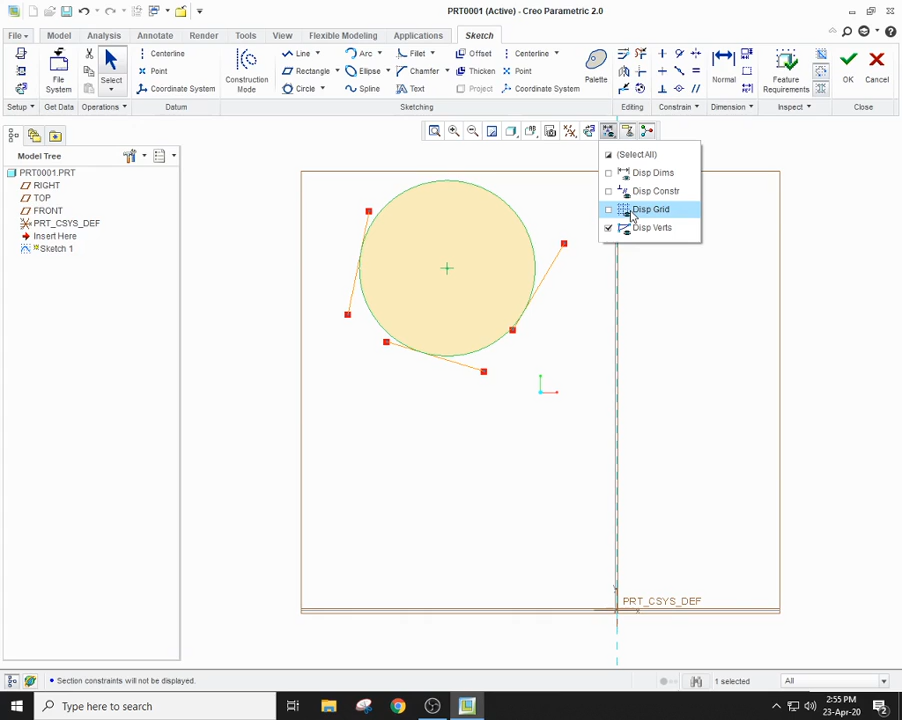 PRT0001 (Active) - Creo Parametric 2.0
File Model Analysis Annotate Render Tools View Flexible Modeling Applications Sketch
Centerline Line Arc Fillet Offset Centerline
Point Rectangle Ellipse Chamfer Thicken Point
Coordinate System Circle Spline Text Project Coordinate System
File System
Select
Construction Mode
Palette
Normal
Feature Requirements
OK
Cancel
Setup Get Data Operations Datum Sketching Editing Constrain Dimension Inspect Close
Model Tree
PRT0001.PRT
RIGHT
TOP
FRONT
PRT_CSYS_DEF
Insert Here
*Sketch 1
(Select All)
Disp Dims
Disp Constr
Disp Grid
Disp Verts
PRT_CSYS_DEF
Section constraints will not be displayed.
1 selected
All
Type here to search
2:55 PM
23-Apr-20
2